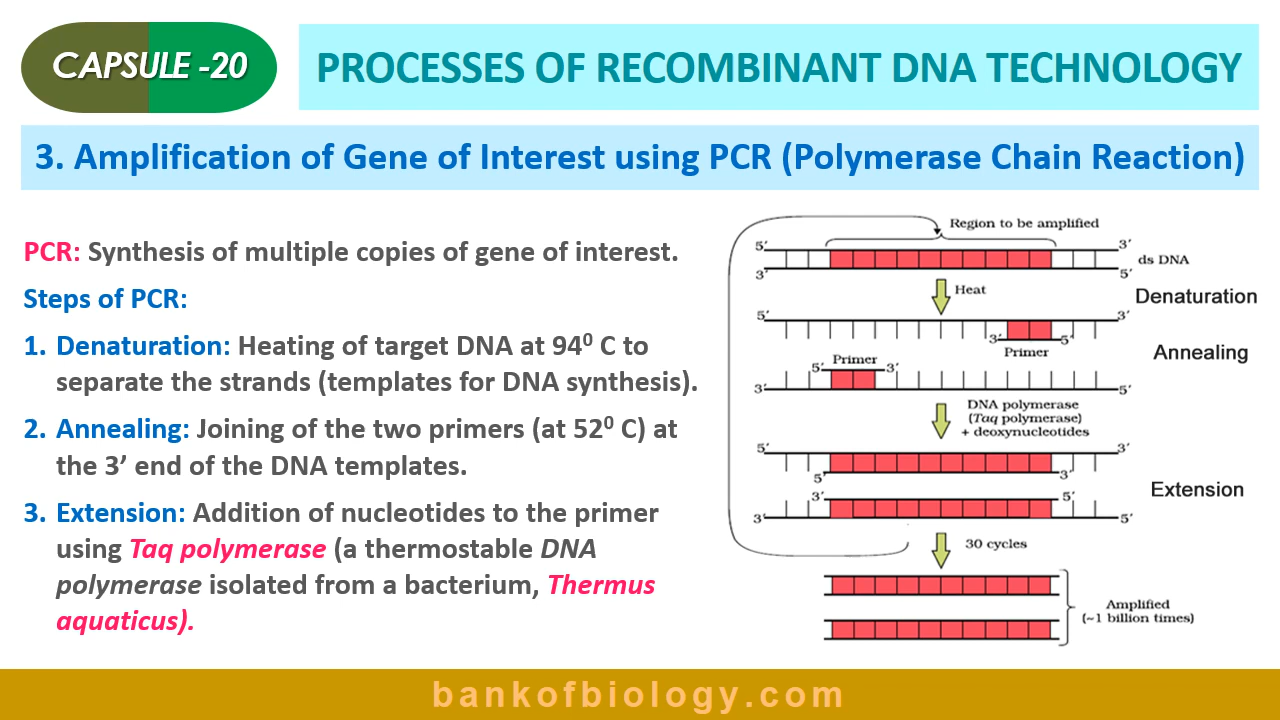 CAPSULE -20
PROCESSES OF RECOMBINANT DNA TECHNOLOGY
3. Amplification of Gene of Interest using PCR (Polymerase Chain Reaction)
PCR: Synthesis of multiple copies of gene of interest.
Steps of PCR:
1. Denaturation: Heating of target DNA at 94⁰ C to
separate the strands (templates for DNA synthesis).
2. Annealing: Joining of the two primers (at 52⁰ C) at
the 3’ end of the DNA templates.
3. Extension: Addition of nucleotides to the primer
using Taq polymerase (a thermostable DNA
polymerase isolated from a bacterium, Thermus
aquaticus).
Region to be amplified
5′ 3′
ds DNA
3′ 5′
Heat
Denaturation
5′ 3′
3′ 5′
Primer
Annealing
Primer
5′ 3′
3′ 5′
DNA polymerase
(Taq polymerase)
+ deoxynucleotides
5′ 3′
5′ 3′
Extension
3′ 5′
3′ 5′
30 cycles
Amplified
(~1 billion times)
bankofbiology.com